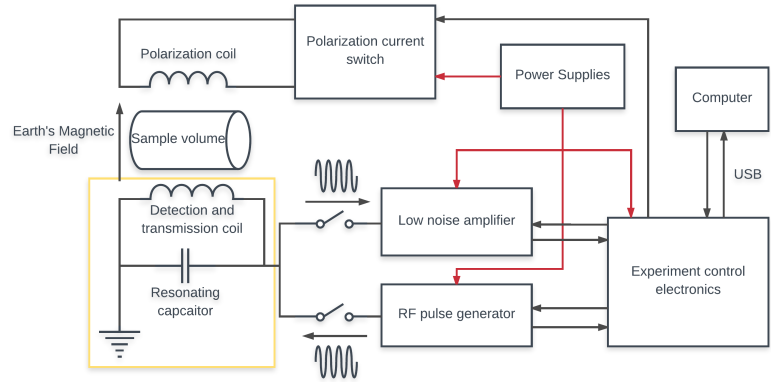 Polarization coil
Polarization current
switch
Power Supplies
Computer
Earth's Magnetic
Field
Sample volume
USB
Detection and
transmission coil
Low noise amplifier
Experiment control
electronics
Resonating
capcaitor
RF pulse generator